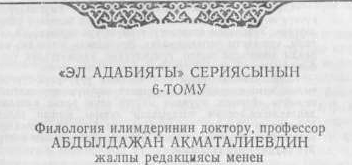 «ЭЛ АДАБИЯТЫ» СЕРИЯСЫНЫН
6-ТОМУ
Филология илимдеринин доктору, профессор
АБДЫЛДАЖАН АКМАТАЛИЕВДИН
жалпы редакциясы менен